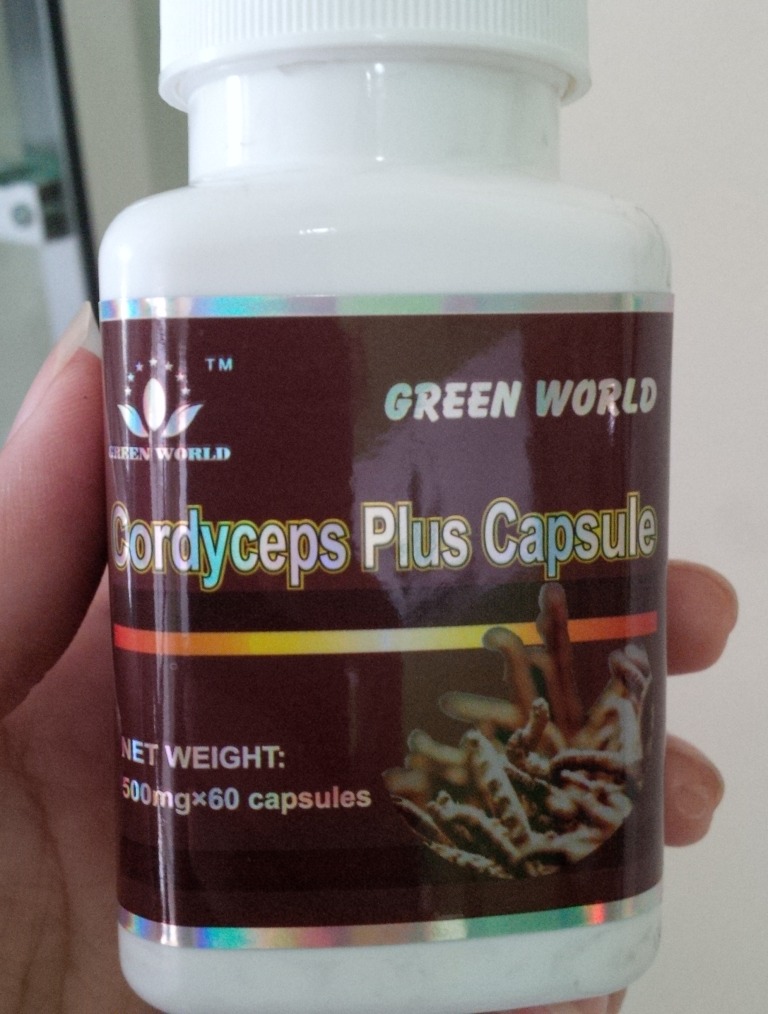 TM
GREEN WORLD
GREEN WORLD
Cordyceps Plus Capsule
NET WEIGHT:
500mg×60 capsules